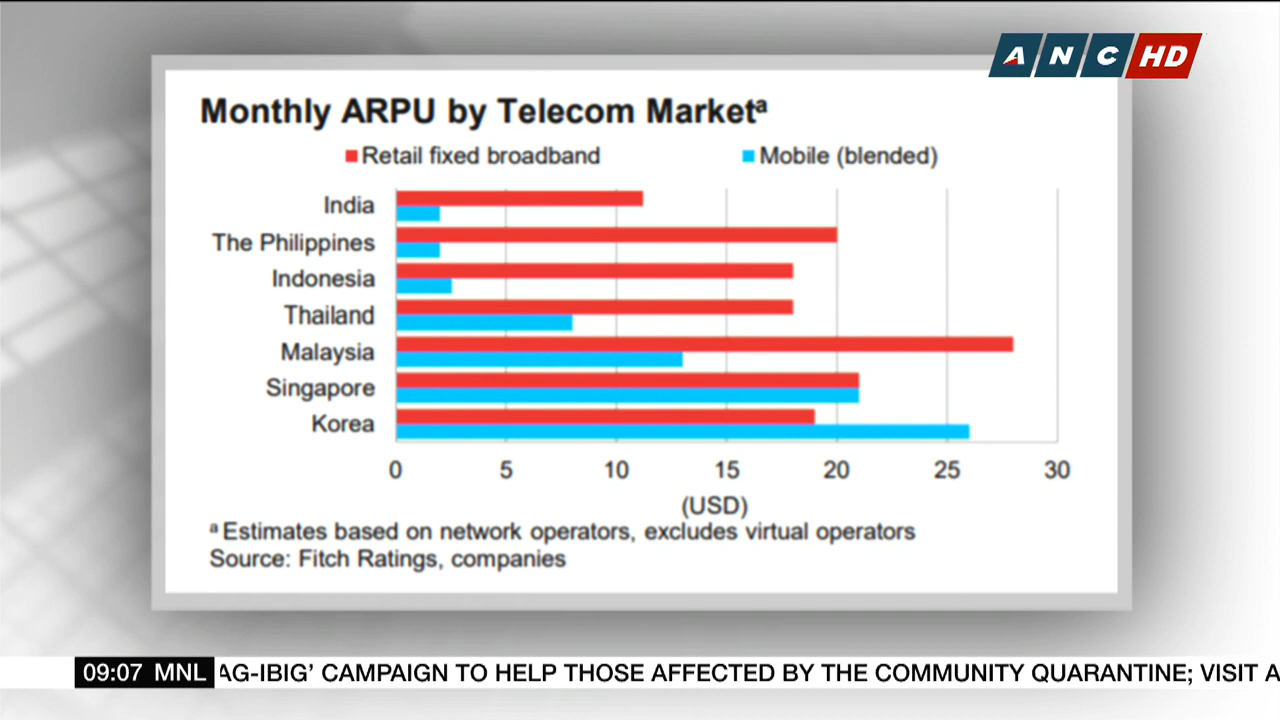 ANC HD
Monthly ARPU by Telecom Marketᵃ
Retail fixed broadband Mobile (blended)
India
The Philippines
Indonesia
Thailand
Malaysia
Singapore
Korea
0 5 10 15 20 25 30
(USD)
ᵃ Estimates based on network operators, excludes virtual operators
Source: Fitch Ratings, companies
09:07 MNL AG-IBIG’ CAMPAIGN TO HELP THOSE AFFECTED BY THE COMMUNITY QUARANTINE; VISIT A